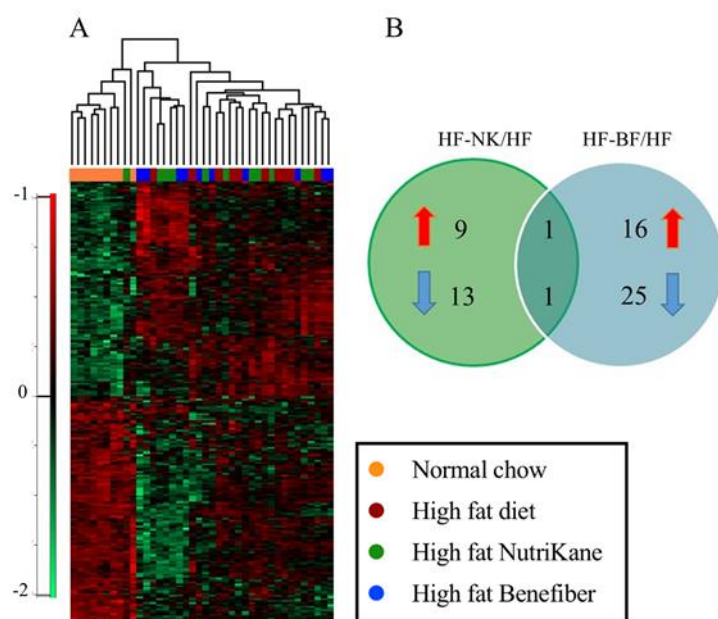 A
B
HF-NK/HF
HF-BF/HF
9
1
16
13
1
25
-1
0
-2
Normal chow
High fat diet
High fat NutriKane
High fat Benefiber